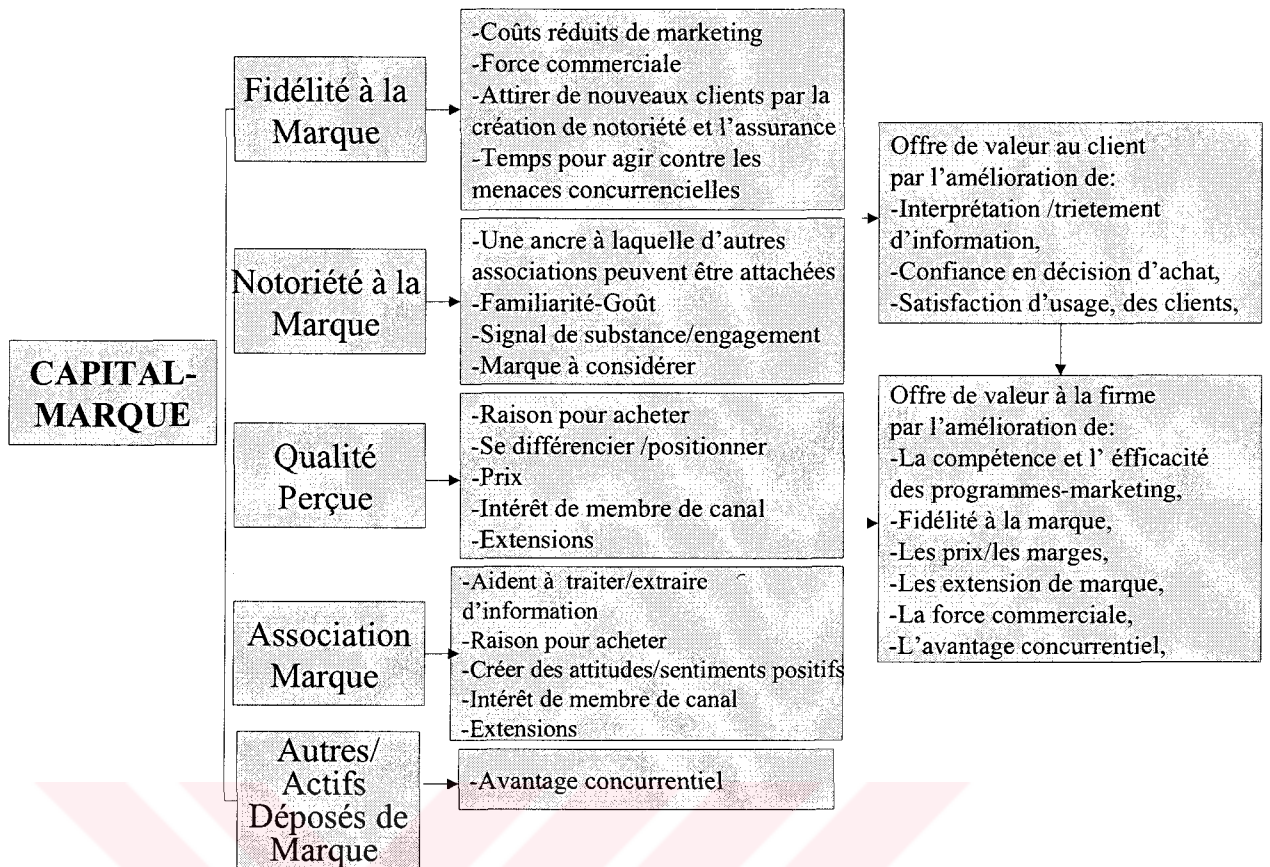 CAPITAL-
MARQUE
Fidélité à la
Marque
-Coûts réduits de marketing
-Force commerciale
-Attirer de nouveaux clients par la
création de notoriété et l’assurance
-Temps pour agir contre les
menaces concurrencielles
Notoriété à la
Marque
-Une ancre à laquelle d’autres
associations peuvent être attachées
-Familiarité-Goût
-Signal de substance/engagement
-Marque à considérer
Qualité
Perçue
-Raison pour acheter
-Se différencier /positionner
-Prix
-Intérêt de membre de canal
-Extensions
Association
Marque
-Aident à traiter/extraire
d’information
-Raison pour acheter
-Créer des attitudes/sentiments positifs
-Intérêt de membre de canal
-Extensions
Autres/
Actifs
Déposés de
Marque
-Avantage concurrentiel
Offre de valeur au client
par l’amélioration de:
-Interprétation /trietement
d’information,
-Confiance en décision d’achat,
-Satisfaction d’usage, des clients,
Offre de valeur à la firme
par l’amélioration de:
-La compétence et l’ éfficacité
des programmes-marketing,
-Fidélité à la marque,
-Les prix/les marges,
-Les extension de marque,
-La force commerciale,
-L’avantage concurrentiel,